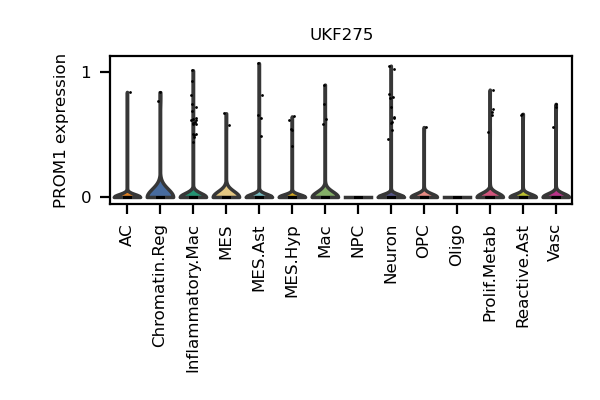 UKF275
PROM1 expression
1
0
AC
Chromatin.Reg
Inflammatory.Mac
MES
MES.Ast
MES.Hyp
Mac
NPC
Neuron
OPC
Oligo
Prolif.Metab
Reactive.Ast
Vasc